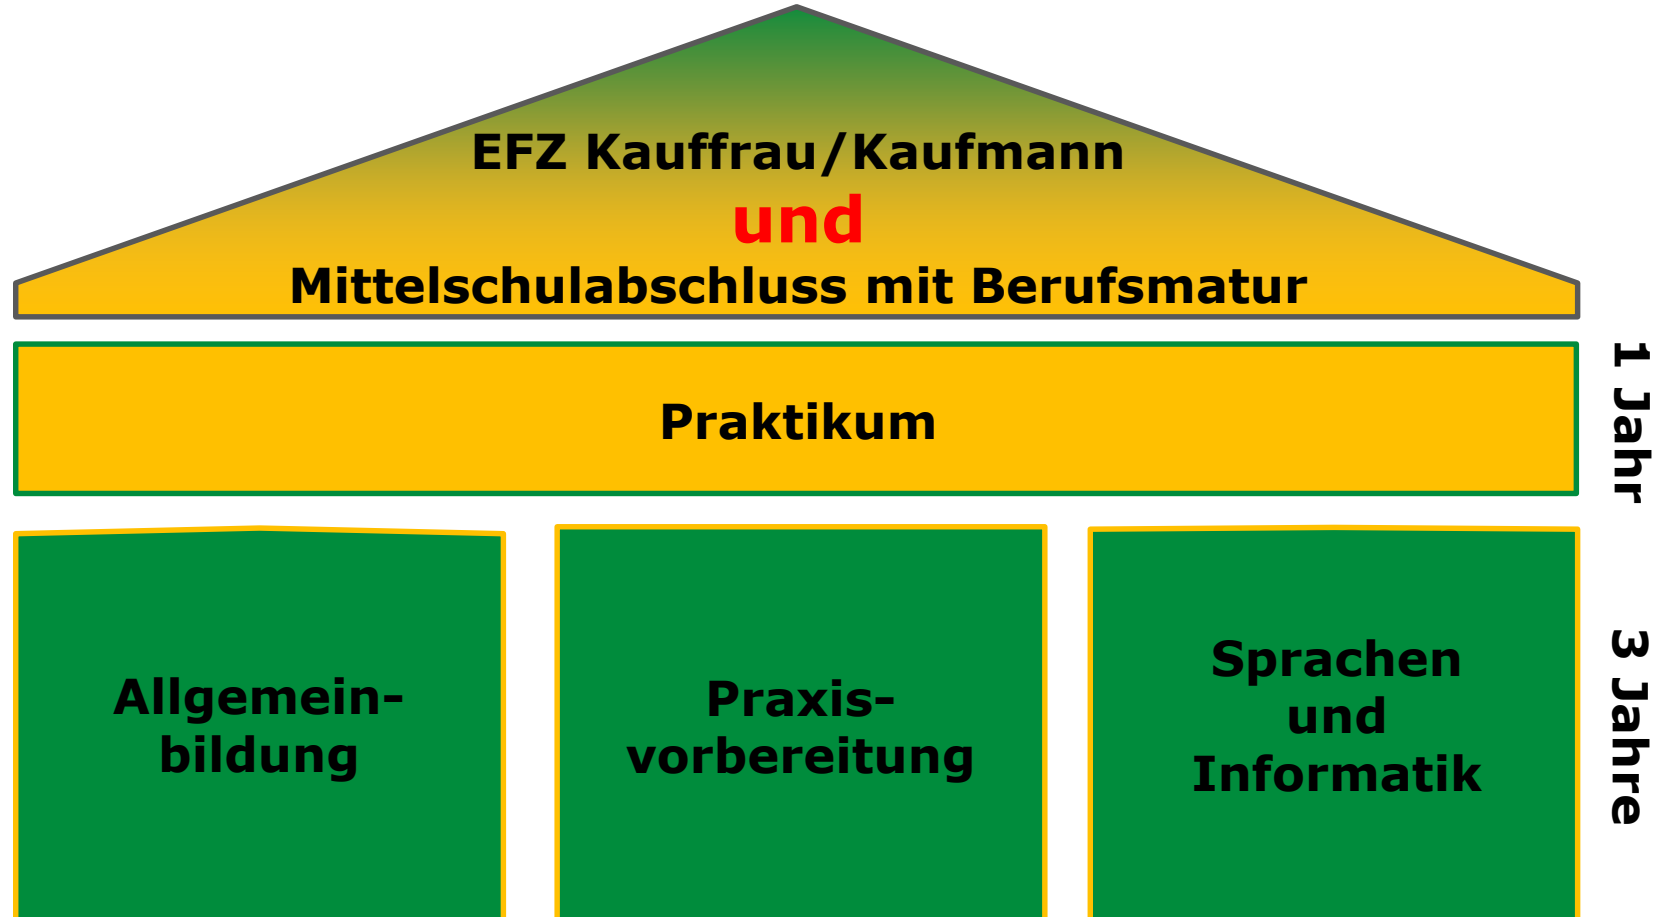 EFZ Kauffrau/Kaufmann
und
Mittelschulabschluss mit Berufsmatur
Praktikum
1 Jahr
Allgemein-
bildung
Praxis-
vorbereitung
Sprachen
und
Informatik
3 Jahre